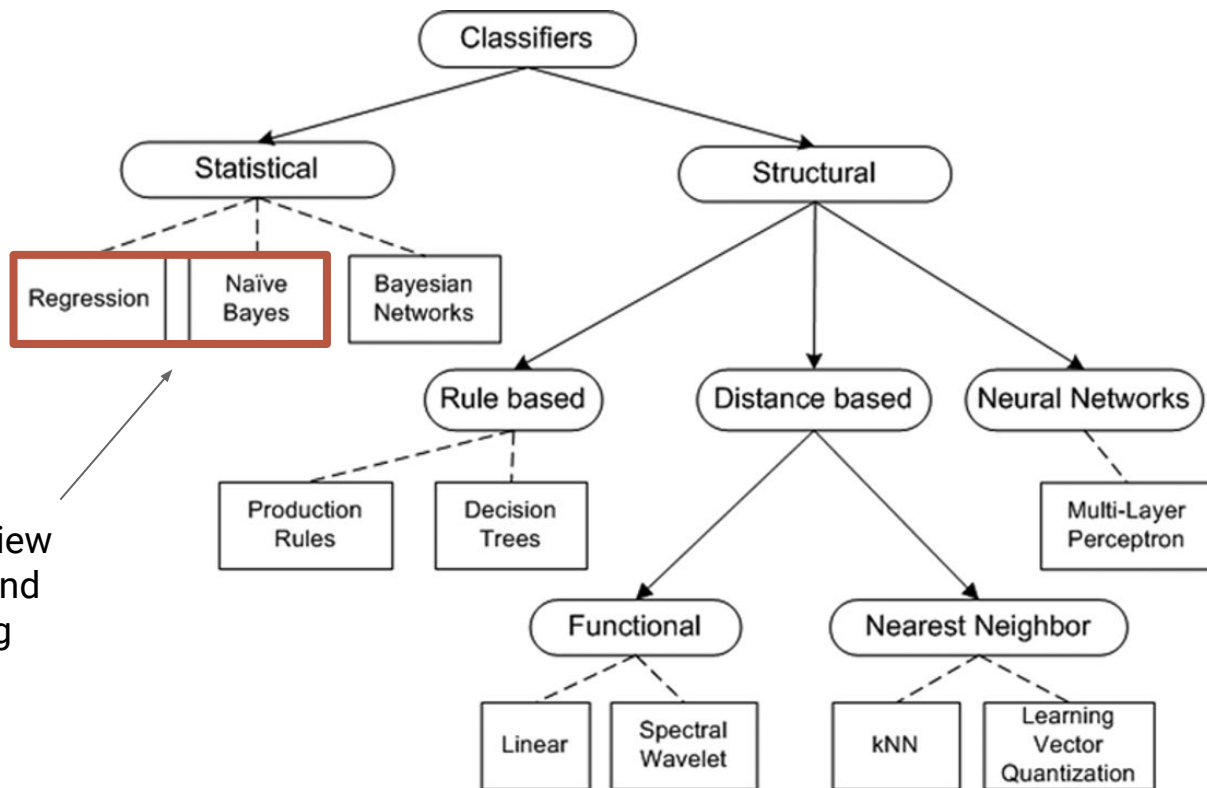 Classifiers
Statistical
Structural
Regression
Naïve
Bayes
Bayesian
Networks
Rule based
Distance based
Neural Networks
Production
Rules
Decision
Trees
Multi-Layer
Perceptron
Functional
Nearest Neighbor
Linear
Spectral
Wavelet
kNN
Learning
Vector
Quantization